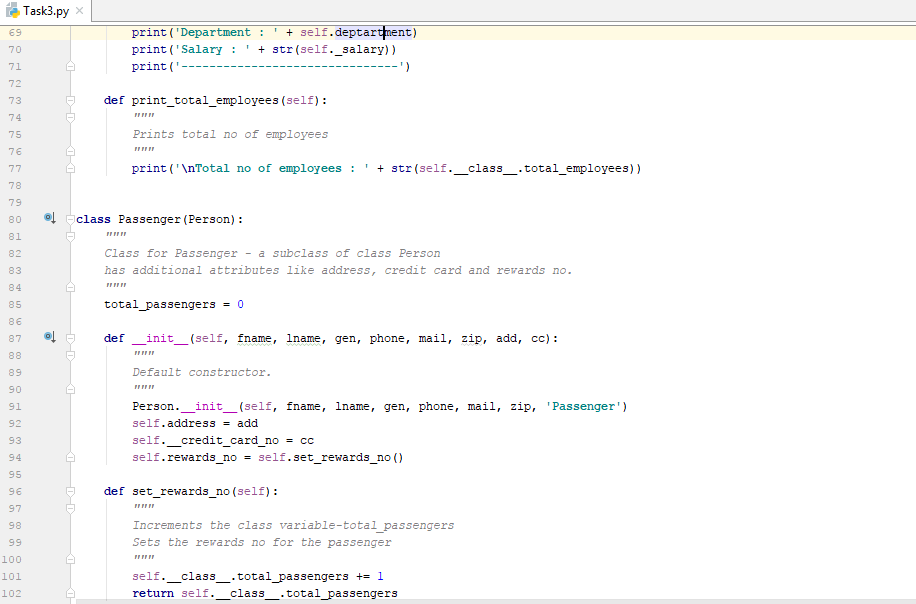 Task3.py ×
69 print('Department : ' + self.deptartment)
70 print('Salary : ' + str(self._salary))
71 print('-------------------------------')
72
73 def print_total_employees(self):
74 """
75 Prints total no of employees
76 """
77 print('\nTotal no of employees : ' + str(self.__class__.total_employees))
78
79
80 class Passenger(Person):
81 """
82 Class for Passenger - a subclass of class Person
83 has additional attributes like address, credit card and rewards no.
84 """
85 total_passengers = 0
86
87 def __init__(self, fname, lname, gen, phone, mail, zip, add, cc):
88 """
89 Default constructor.
90 """
91 Person.__init__(self, fname, lname, gen, phone, mail, zip, 'Passenger')
92 self.address = add
93 self.__credit_card_no = cc
94 self.rewards_no = self.set_rewards_no()
95
96 def set_rewards_no(self):
97 """
98 Increments the class variable-total_passengers
99 Sets the rewards no for the passenger
100 """
101 self.__class__.total_passengers += 1
102 return self.__class__.total_passengers